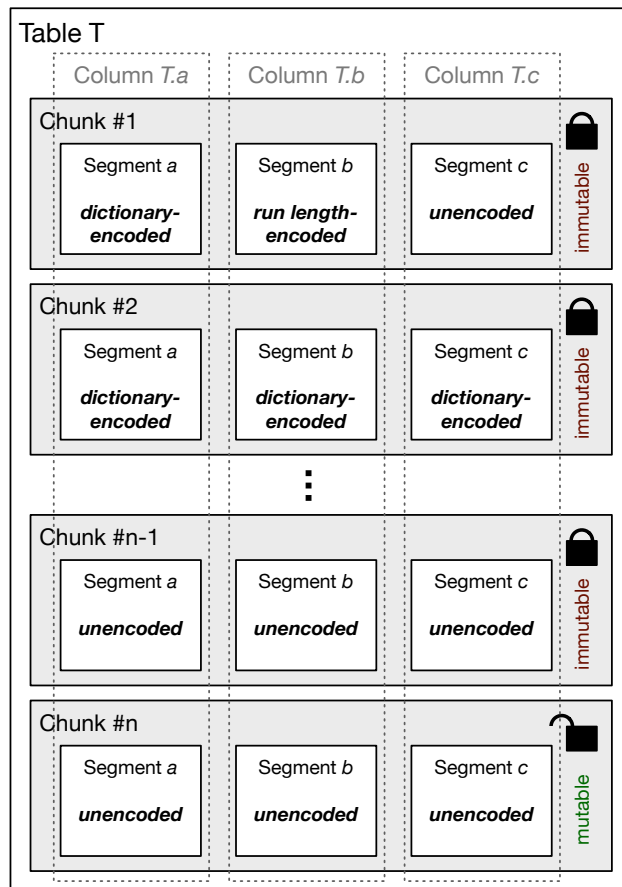 Table T
Column T.a
Column T.b
Column T.c
Chunk #1
Segment a
dictionary-
encoded
Segment b
run length-
encoded
Segment c
unencoded
immutable
Chunk #2
Segment a
dictionary-
encoded
Segment b
dictionary-
encoded
Segment c
dictionary-
encoded
immutable
Chunk #n-1
Segment a
unencoded
Segment b
unencoded
Segment c
unencoded
immutable
Chunk #n
Segment a
unencoded
Segment b
unencoded
Segment c
unencoded
mutable